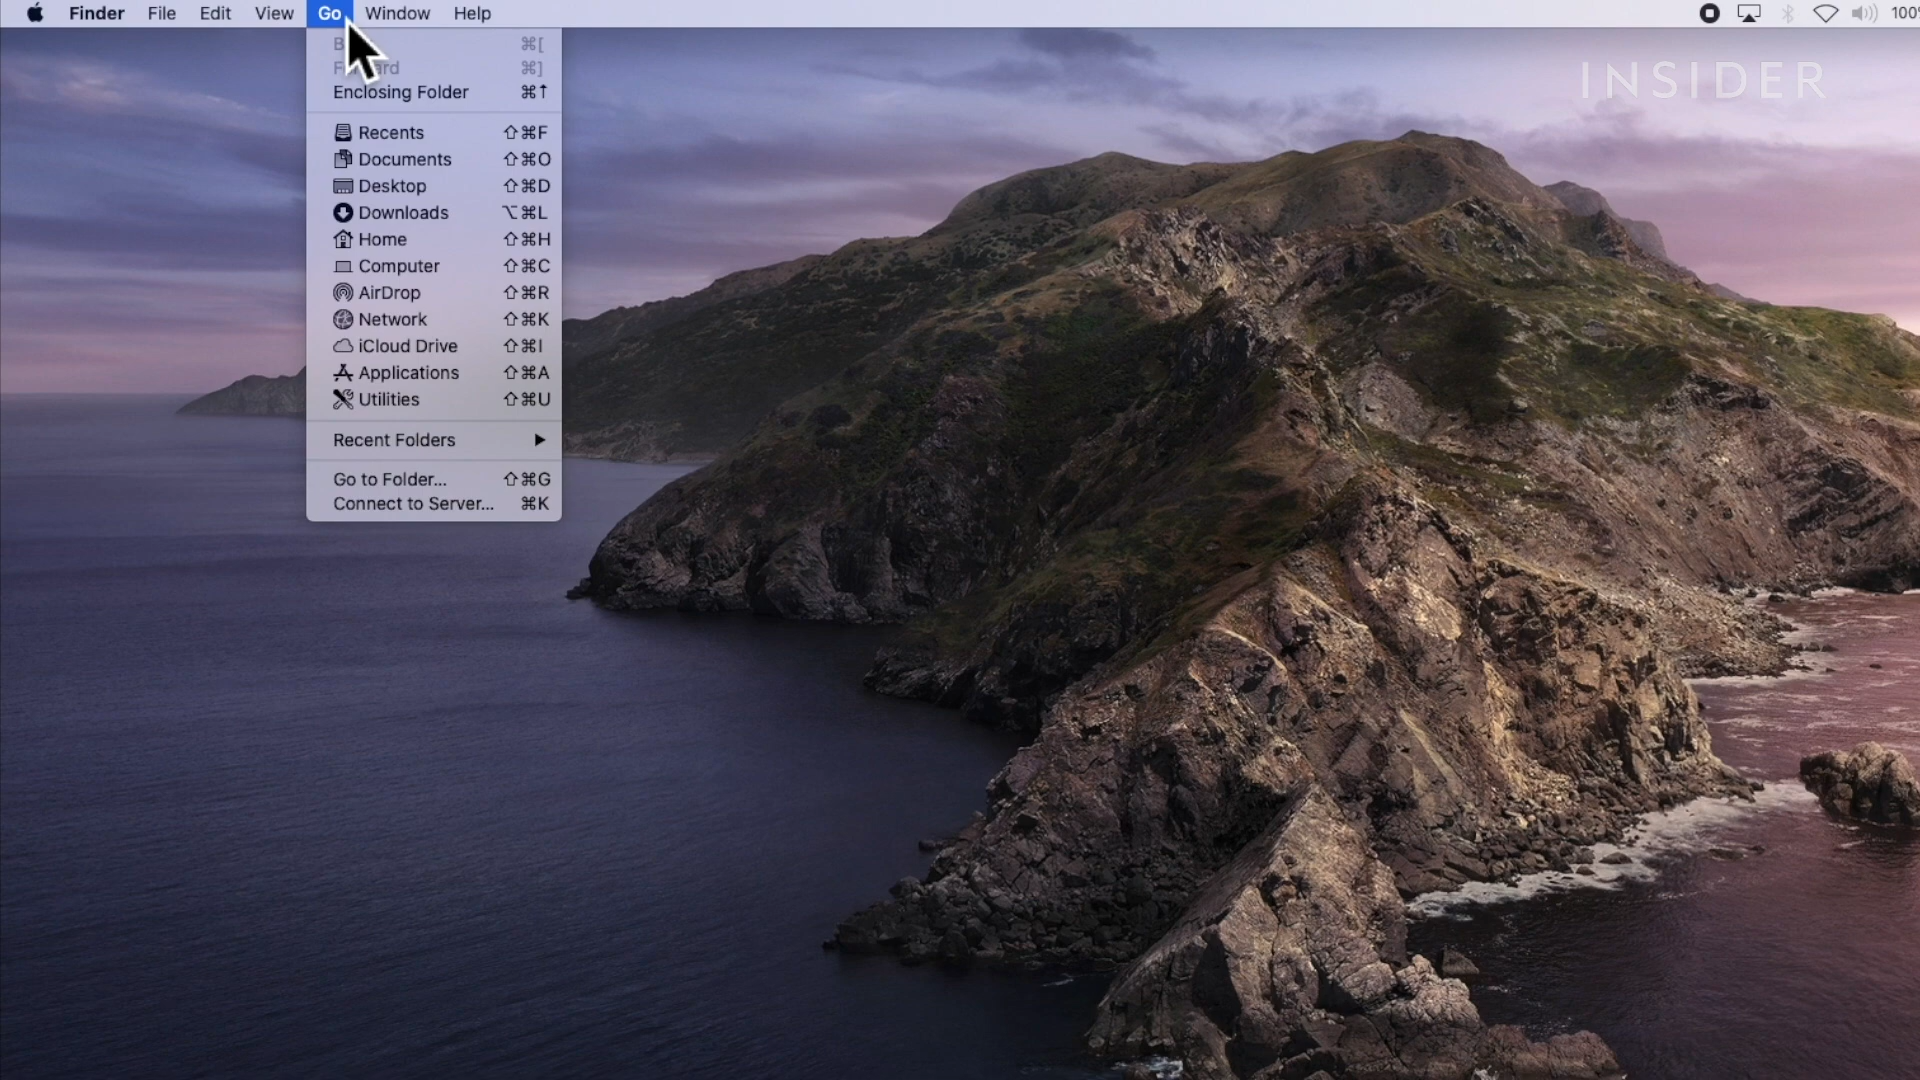 Finder File Edit View Go Window Help 100%
⌘[
⌘]
Enclosing Folder ⌘↑
Recents ⇧⌘F
Documents ⇧⌘O
Desktop ⇧⌘D
Downloads ⌥⌘L
Home ⇧⌘H
Computer ⇧⌘C
AirDrop ⇧⌘R
Network ⇧⌘K
iCloud Drive ⇧⌘I
Applications ⇧⌘A
Utilities ⇧⌘U
Recent Folders ▶
Go to Folder... ⇧⌘G
Connect to Server... ⌘K
INSIDER